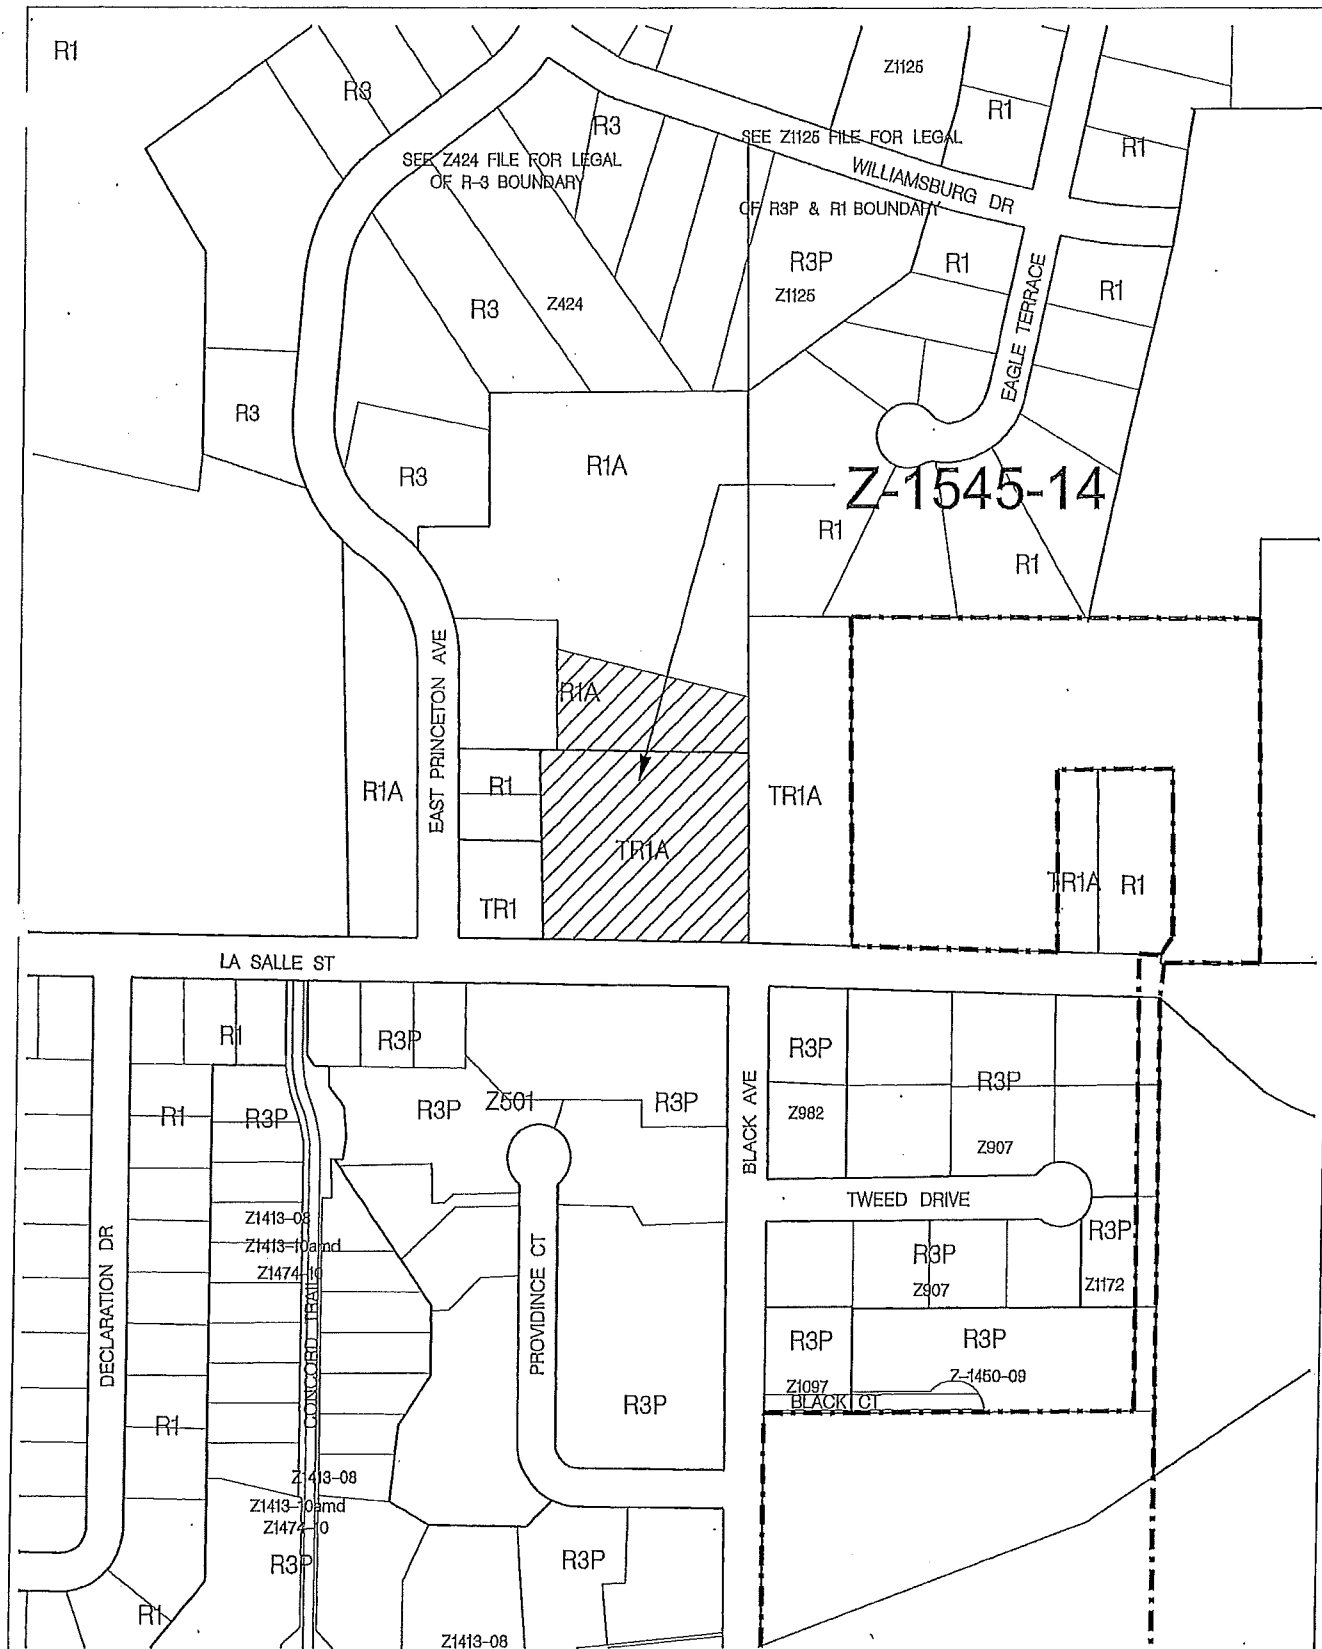 R1
R3
Z1125
R1
R3
SEE Z1125 FILE FOR LEGAL
R1
SEE Z424 FILE FOR LEGAL
OF R-3 BOUNDARY
WILLIAMSBURG DR
OF R3P & R1 BOUNDARY
R3P
Z1125
R1
R1
R3
Z424
EAGLE TERRACE
R3
R3
R1A
Z-1545-14
R1
R1
EAST PRINCETON AVE
R1A
R1A
R1
TR1A
TR1A
TR1
TR1A
R1
LA SALLE ST
R1
R3P
R3P
R3P
R1
R3P
R3P
Z501
R3P
BLACK AVE
Z982
Z907
TWEED DRIVE
Z1413-08
Z1413-10amd
Z1474-10
DECLARATION DR
CONCORD TRAIL
PROVIDINCE CT
R3P
Z907
R3P
Z1172
R3P
R3P
Z1097
Z-1450-09
BLACK CT
R1
R3P
Z1413-08
Z1413-10amd
Z1474-10
R3P
R3P
R1
Z1413-08